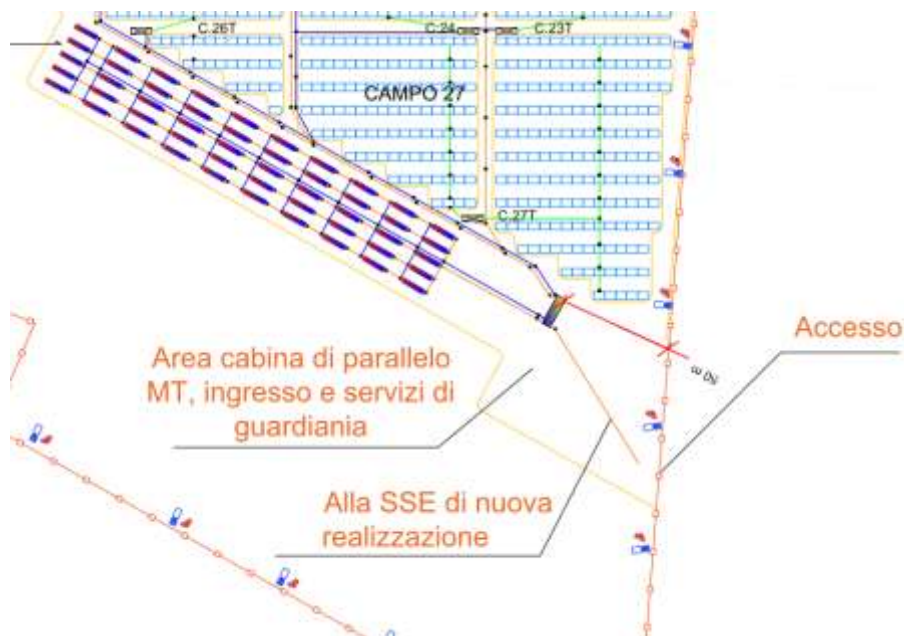 C.26T
C.24
C.23T
CAMPO 27
C.27T
Accesso
50 m
Area cabina di parallelo
MT, ingresso e servizi di
guardiania
Alla SSE di nuova
realizzazione